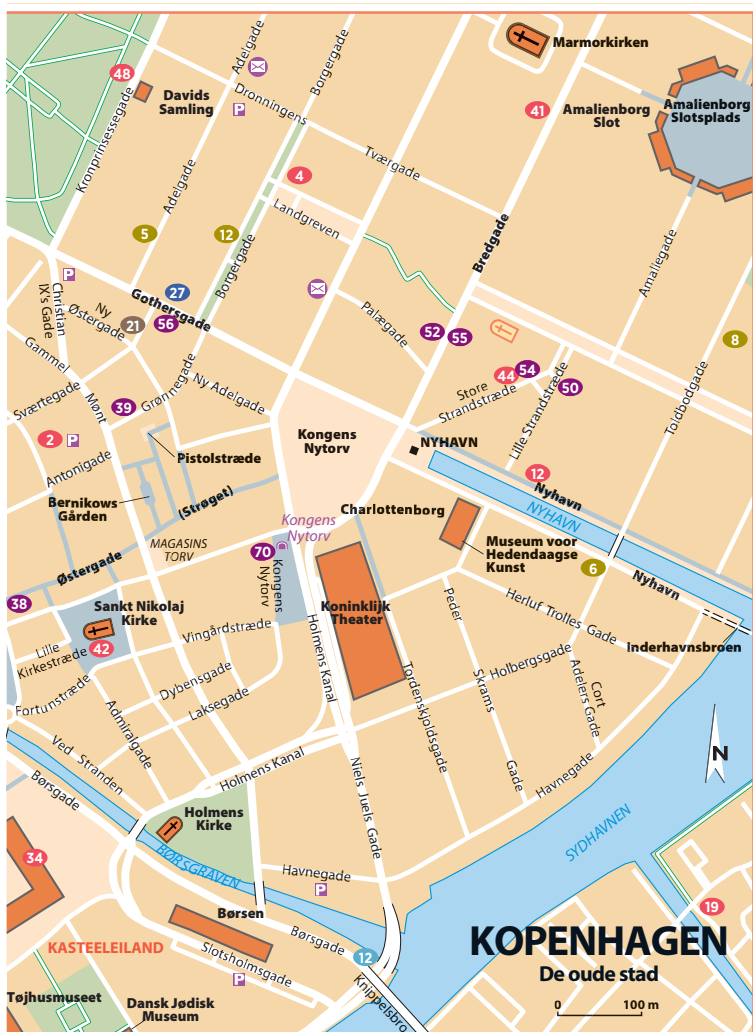 Marmorkirken
48
Davids
Samling
Adelgade
Borgergade
P
Dronningens
41
Amalienborg
Slot
Amalienborg
Slotsplads
Kronprinsessegade
Tværgade
4
Adelgade
Landgreven
5
12
Borgergade
Bredgade
Amaliegade
P
Christian
IX's Gade
27
Gothersgade
Ny
Østergade
21
56
Palægade
52
55
8
Gammel
Mønt
Sværtegade
Grønnegade
Ny Adelgade
39
44
54
50
Store
Strandstræde
Lille Strandstræde
Toldbodgade
2
P
Antonigade
Pistolstræde
Kongens
Nytorv
NYHAVN
Bernikows
Gården
(Strøget)
12
Nyhavn
NYHAVN
Charlottenborg
Kongens
Nytorv
MAGASINS
TORV
70
Kongens
Nytorv
Museum voor
Hedendaagse
Kunst
6
Nyhavn
Østergade
38
Sankt Nikolaj
Kirke
Koninklijk
Theater
Peder
Skrams
Gade
Herluf Trolles Gade
Vingårdstræde
Holmens Kanal
Inderhavnsbroen
42
Lille
Kirkestræde
Holbergsgade
Cort
Adelers Gade
Fortunstræde
Dybensgade
Laksegade
Admiralgade
Tordenskjoldsgade
Ved Stranden
Holmens Kanal
Niels Juels Gade
Havnegade
N
Børsgade
Holmens
Kirke
SYDHAVNEN
34
BØRSGRAVEN
Havnegade
P
19
Børsen
KASTEELEILAND
Børsgade
12
Slotsholmsgade
P
KOPENHAGEN
De oude stad
Tøjhusmuseet
Dansk Jødisk
Museum
Knippelsbro
0 100 m